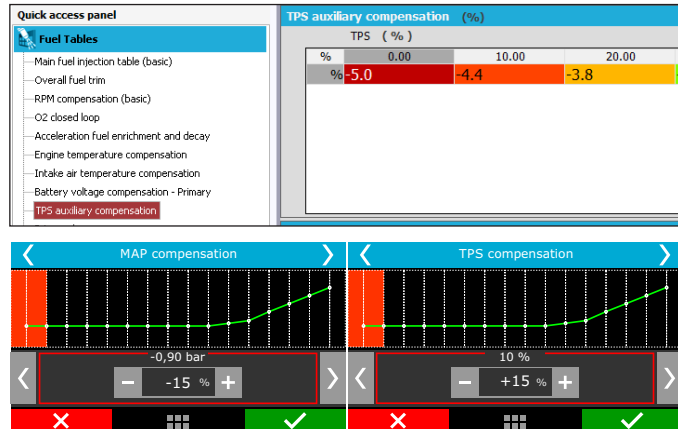 Quick access panel
Fuel Tables
Main fuel injection table (basic)
Overall fuel trim
RPM compensation (basic)
O2 closed loop
Acceleration fuel enrichment and decay
Engine temperature compensation
Intake air temperature compensation
Battery voltage compensation - Primary
TPS auxiliary compensation
TPS auxiliary compensation (%)
TPS (%)
% 0.00 10.00 20.00
% -5.0 -4.4 -3.8
MAP compensation
-0,90 bar
- -15 % +
TPS compensation
10 %
- +15 % +